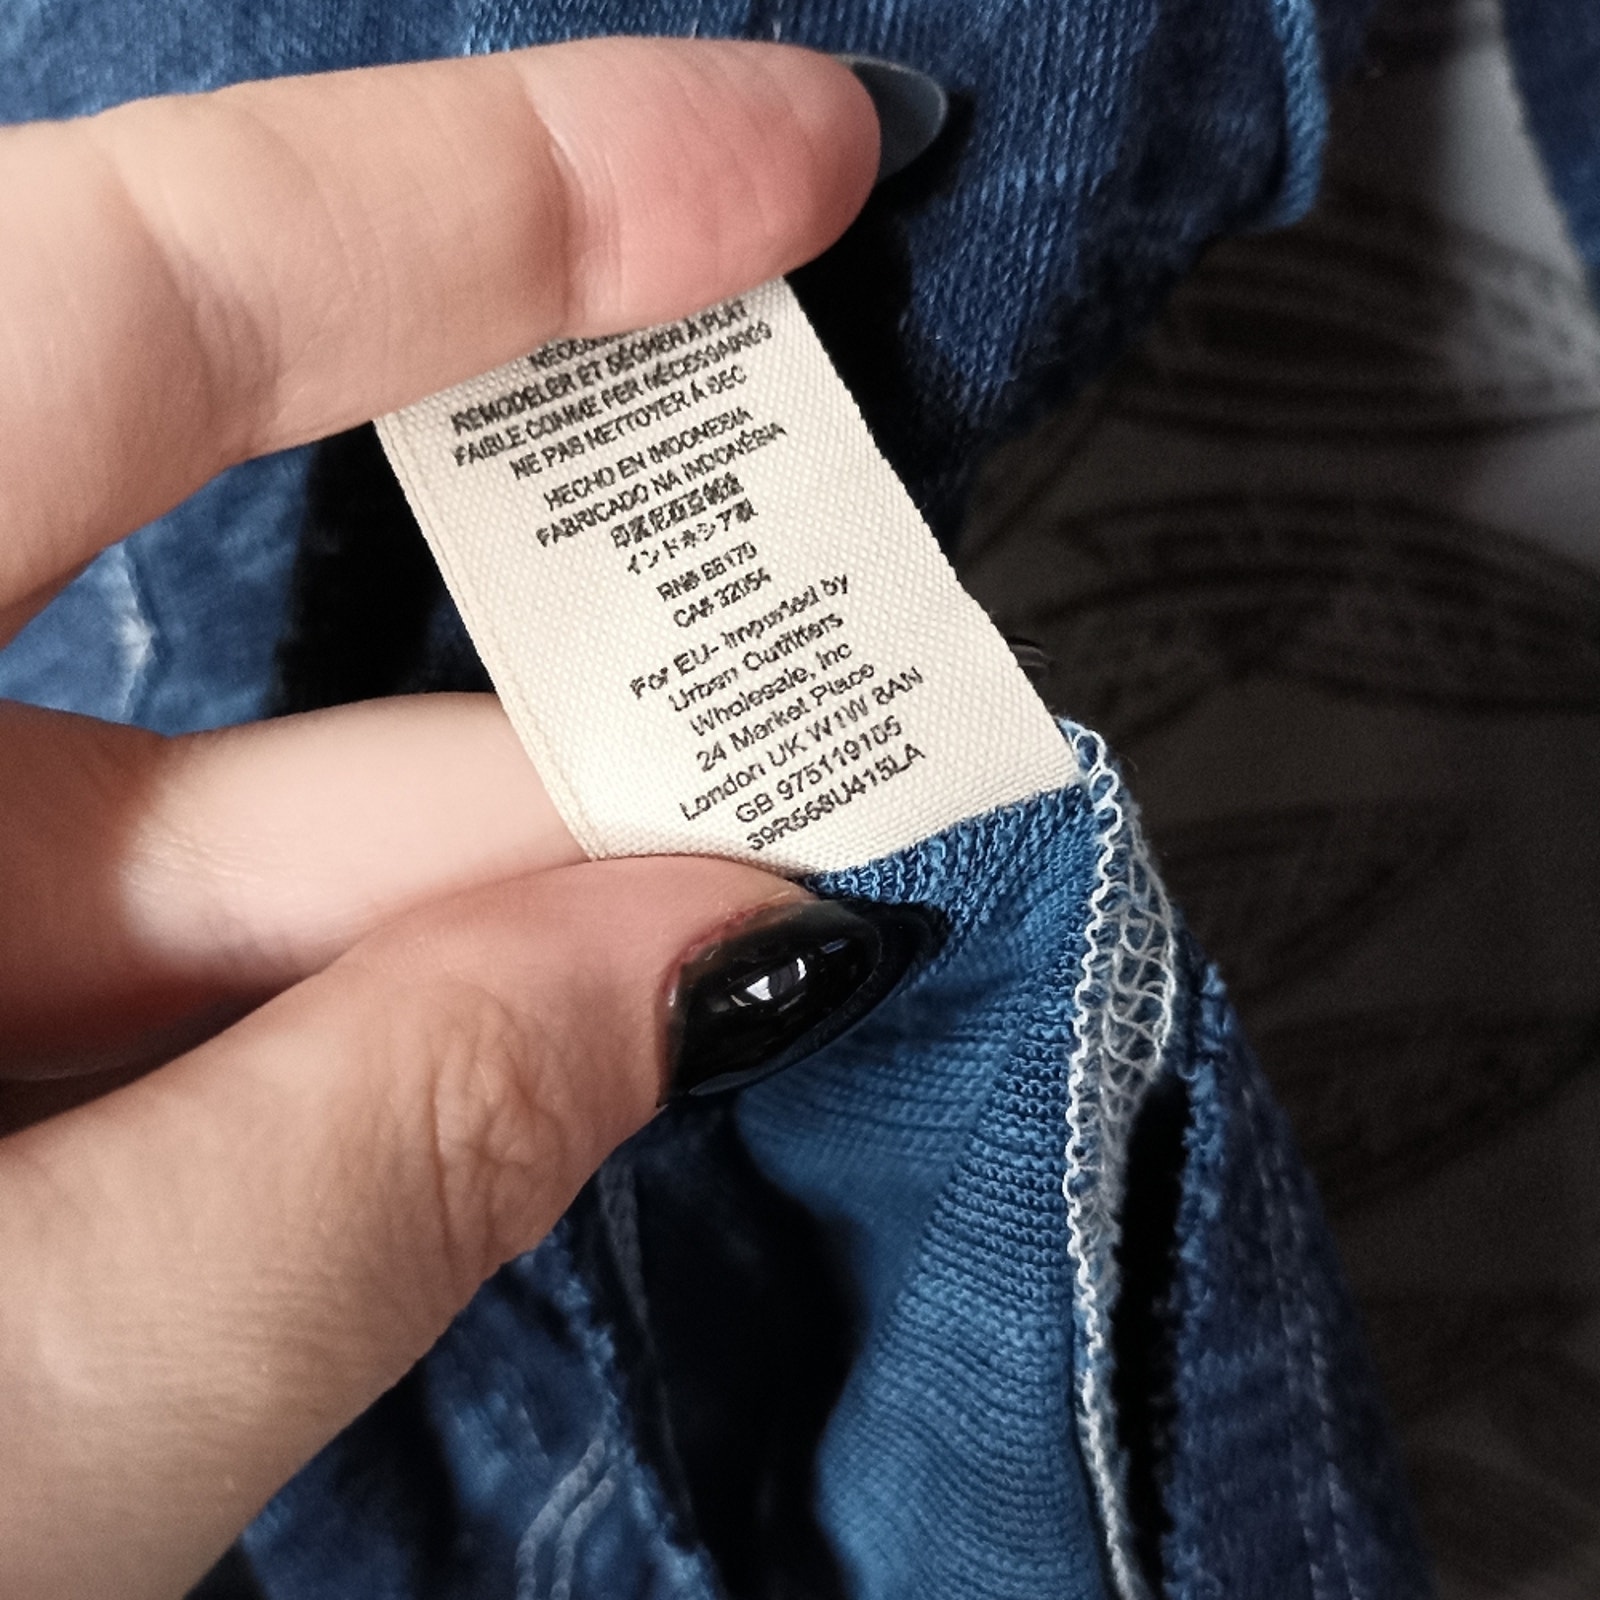 REMODELER ET SÉCHER À PLAT
FAIBLE COMME FER NÉCESSAIRE
NE PAS NETTOYER À SEC
HECHO EN INDONESIA
FABRICADO NA INDONÉSIA
インドネシア製
RN# 66170
CA# 32054
For EU- Imported by
Urban Outfitters
Wholesale, Inc
24 Market Place
London UK W1W 8AN
GB 975119105
39R568U415LA